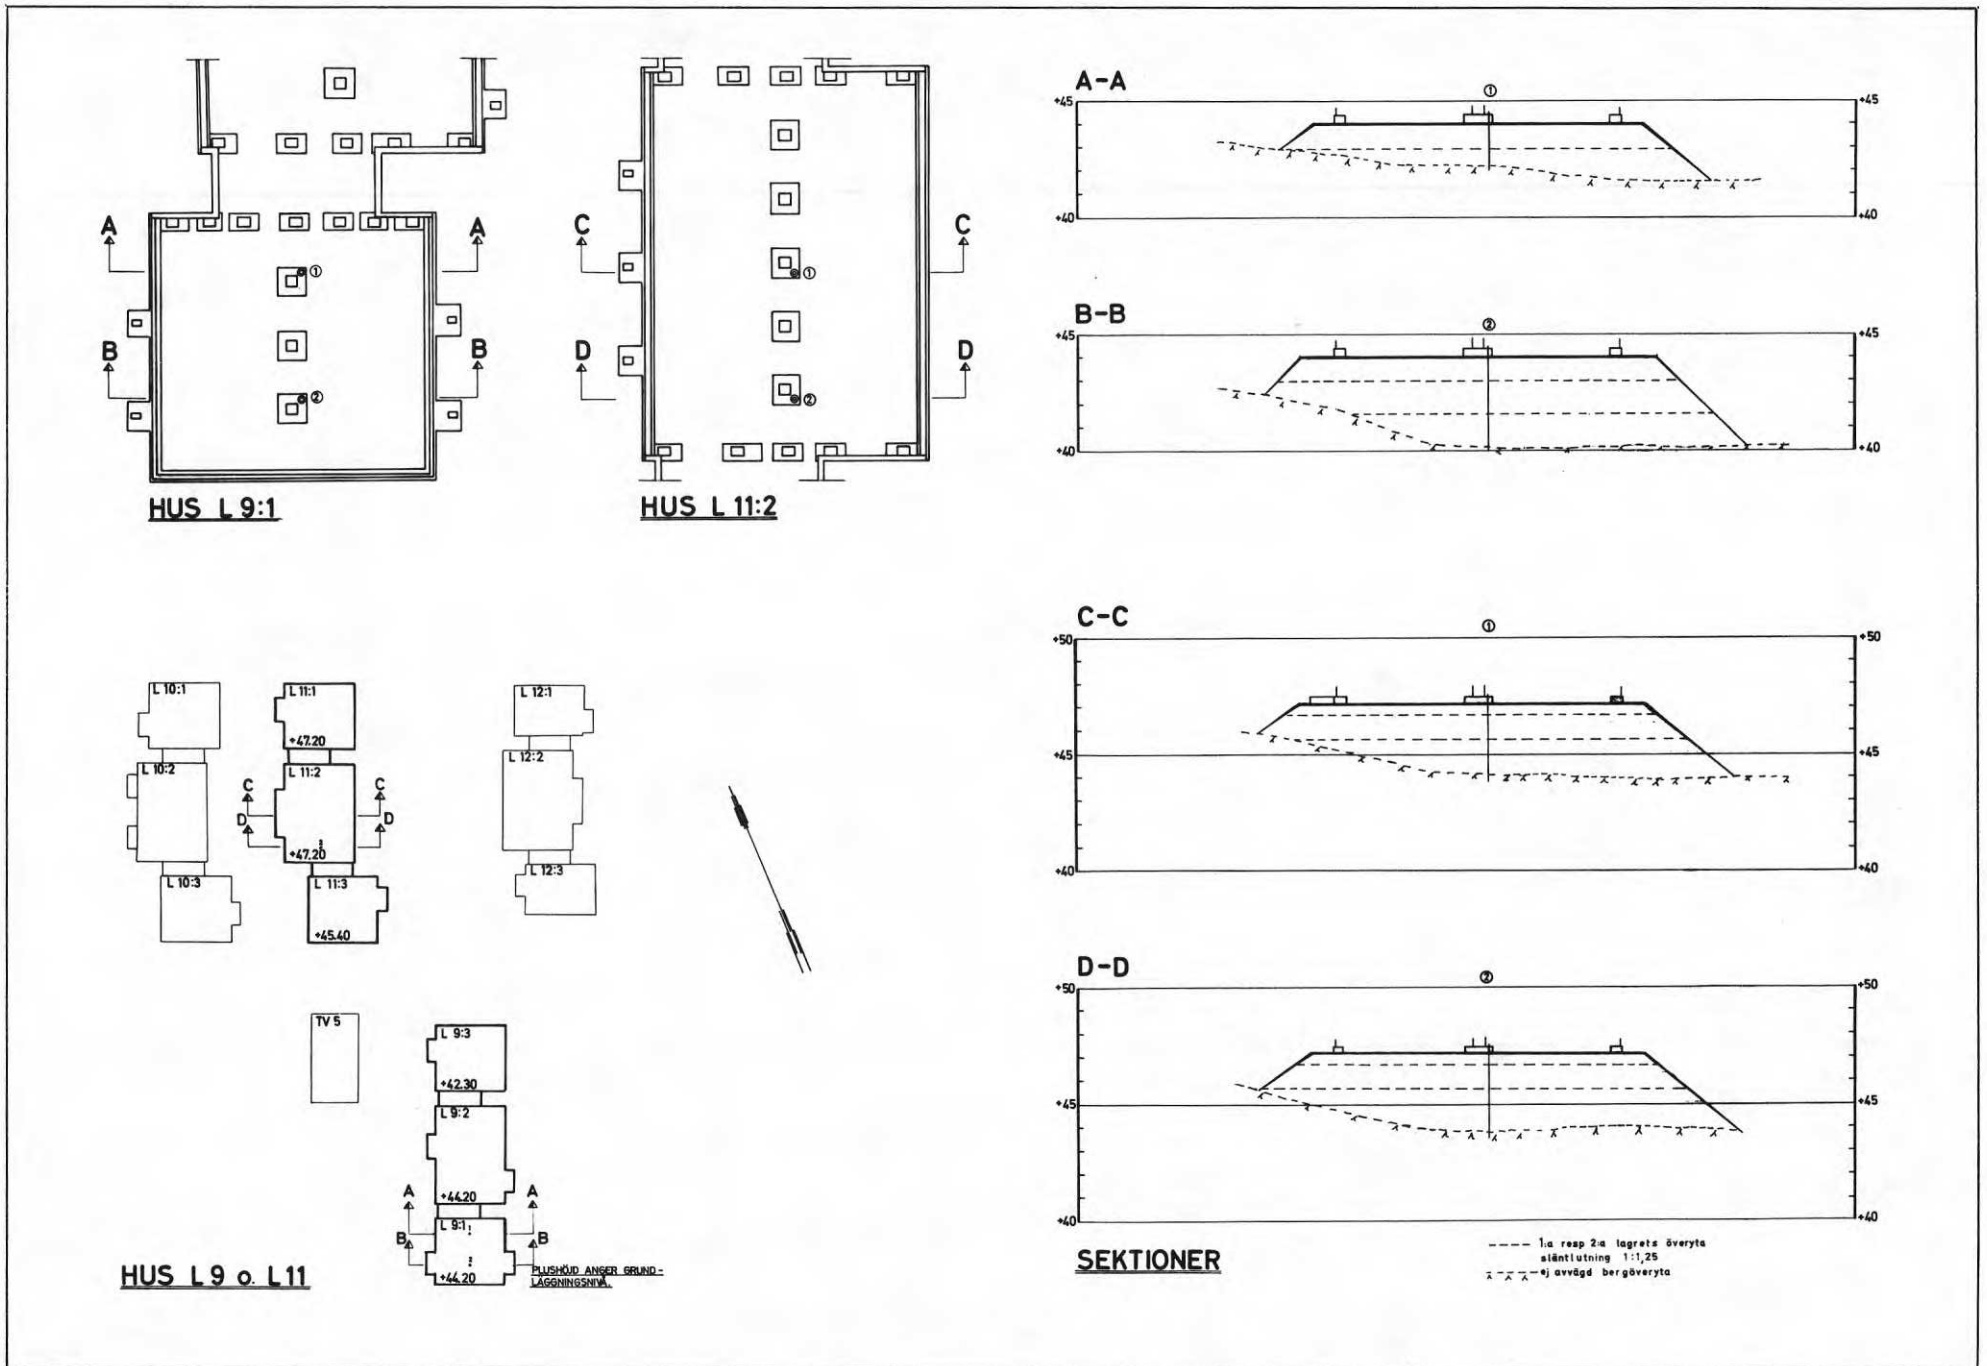 A A
B B
①
②
HUS L 9:1
C C
D D
①
②
HUS L 11:2
A-A
①
+45 +45
+40 +40
B-B
②
+45 +45
+40 +40
C-C
①
+50 +50
+45 +45
+40 +40
D-D
②
+50 +50
+45 +45
+40 +40
SEKTIONER
1:a resp 2:a lagrets överyta
släntlutning 1:1,25
ej avvägd bergöveryta
L 10:1
L 10:2
L 10:3
L 11:1
+47.20
L 11:2
C C
D D
+47.20
L 11:3
+45.40
L 12:1
L 12:2
L 12:3
TV 5
L 9:3
+42.30
L 9:2
+44.20
A A
L 9:1
B B
+44.20
PLUSHÖJD ANGER GRUND-
LÄGGNINGSNIVÅ.
HUS L 9 o. L 11